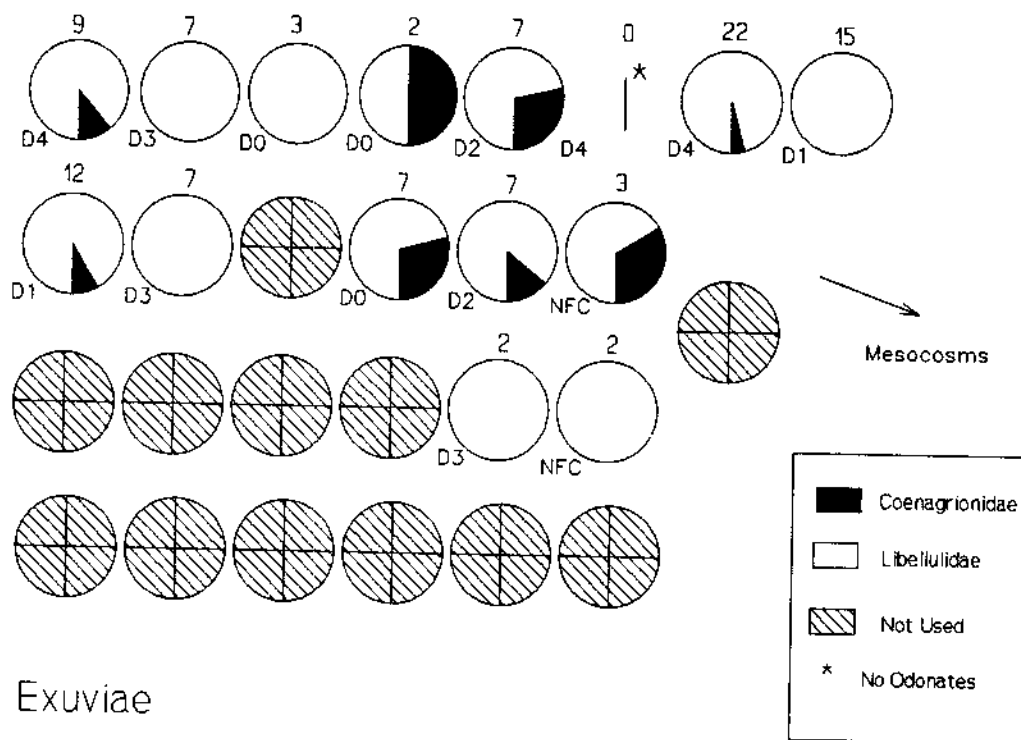 9 7 3 2 7 0 22 15
*
D4 D3 D0 D0 D2 D4 D4 D1
12 7 7 7 3
D1 D3 D0 D2 NFC
Mesocosms
2 2
D3 NFC
Coenagrionidae
Libellulidae
Not Used
* No Odonates
Exuviae